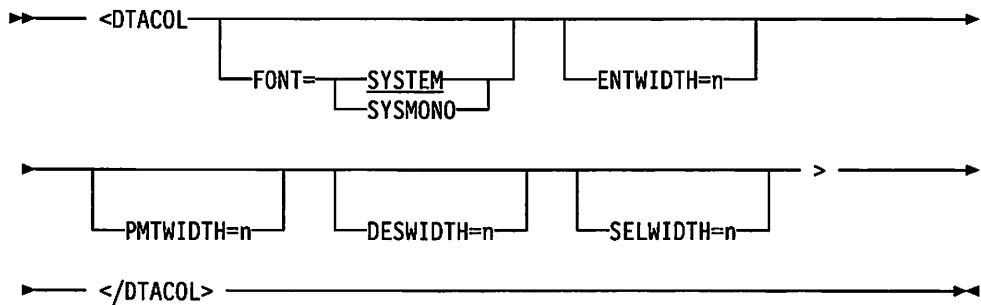 <DTACOL
FONT= SYSTEM ENTWIDTH=n
SYSMONO
>
PMTWIDTH=n DESWIDTH=n SELWIDTH=n
</DTACOL>